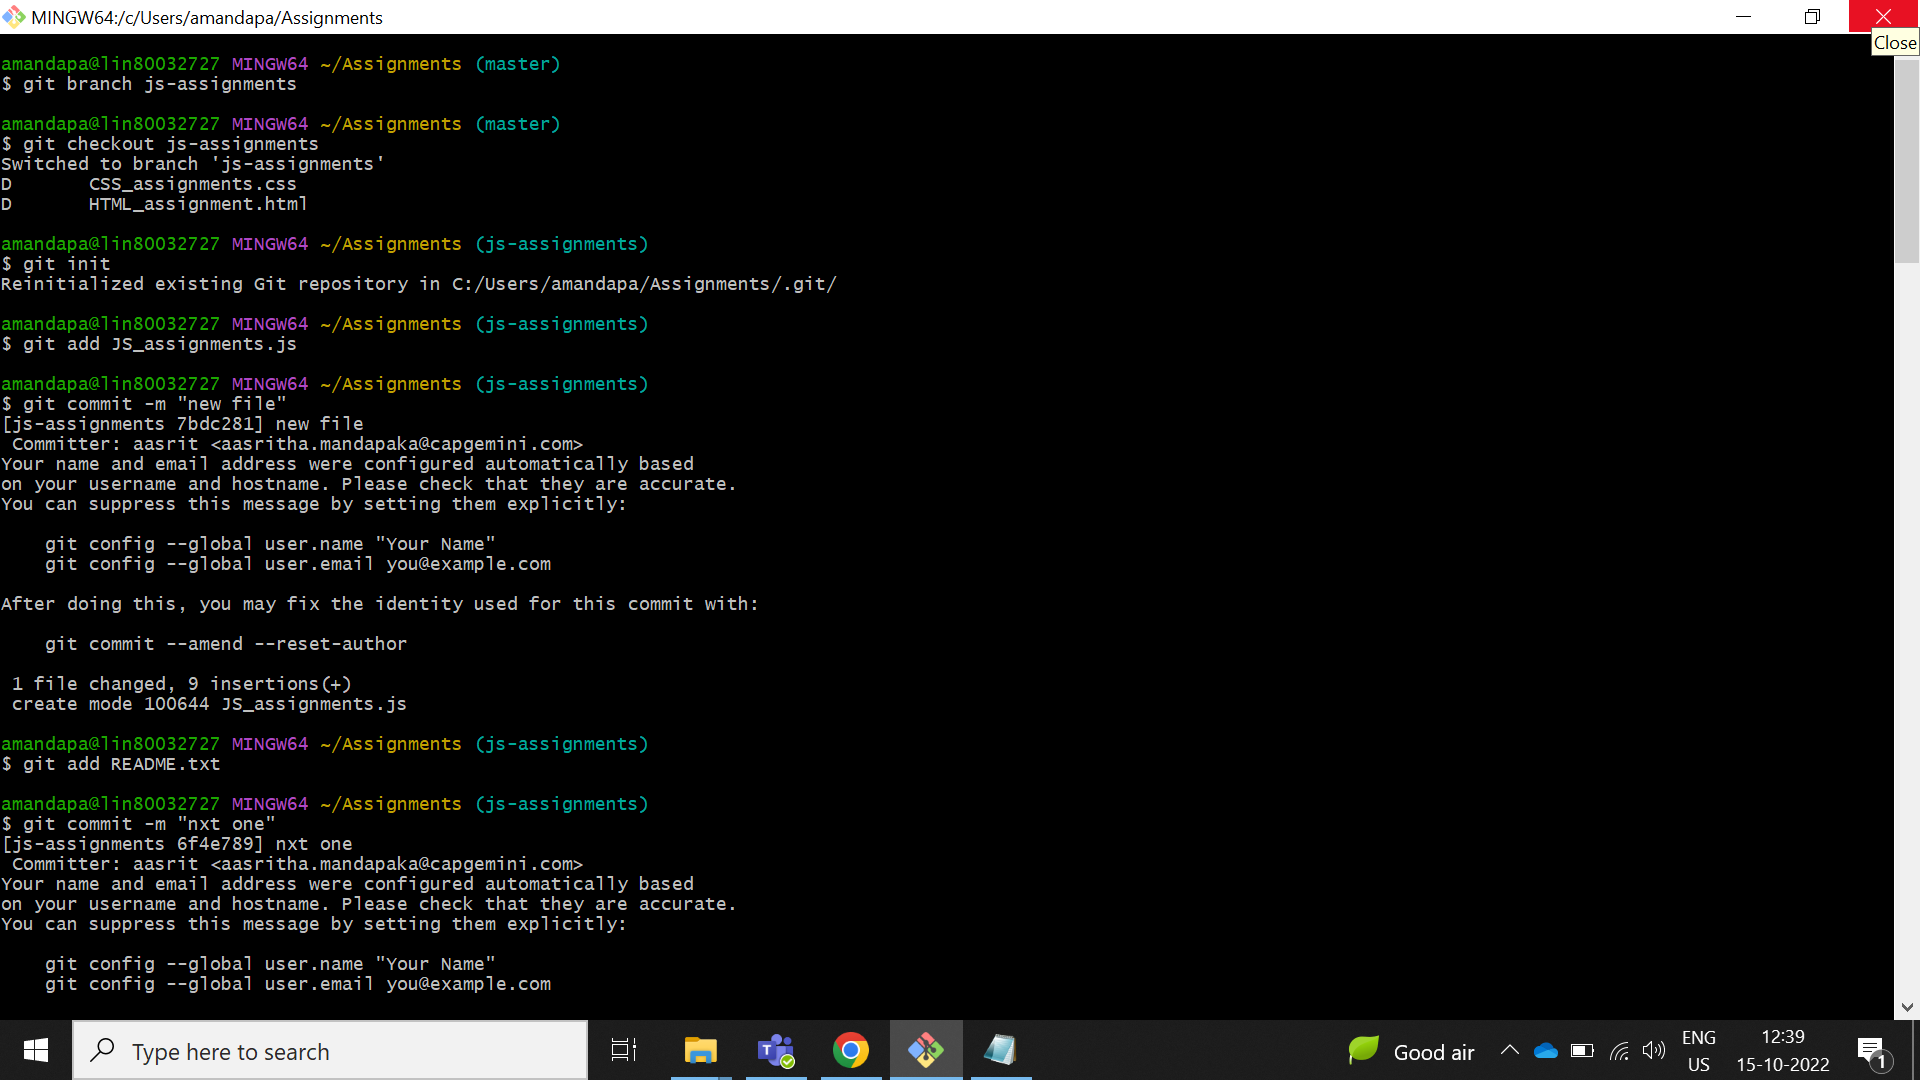 MINGW64:/c/Users/amandapa/Assignments
Close
amandapa@lin80032727 MINGW64 ~/Assignments (master)
$ git branch js-assignments
amandapa@lin80032727 MINGW64 ~/Assignments (master)
$ git checkout js-assignments
Switched to branch 'js-assignments'
D       CSS_assignments.css
D       HTML_assignment.html
amandapa@lin80032727 MINGW64 ~/Assignments (js-assignments)
$ git init
Reinitialized existing Git repository in C:/Users/amandapa/Assignments/.git/
amandapa@lin80032727 MINGW64 ~/Assignments (js-assignments)
$ git add JS_assignments.js
amandapa@lin80032727 MINGW64 ~/Assignments (js-assignments)
$ git commit -m "new file"
[js-assignments 7bdc281] new file
 Committer: aasrit <aasritha.mandapaka@capgemini.com>
Your name and email address were configured automatically based
on your username and hostname. Please check that they are accurate.
You can suppress this message by setting them explicitly:
    git config --global user.name "Your Name"
    git config --global user.email you@example.com
After doing this, you may fix the identity used for this commit with:
    git commit --amend --reset-author
 1 file changed, 9 insertions(+)
 create mode 100644 JS_assignments.js
amandapa@lin80032727 MINGW64 ~/Assignments (js-assignments)
$ git add README.txt
amandapa@lin80032727 MINGW64 ~/Assignments (js-assignments)
$ git commit -m "nxt one"
[js-assignments 6f4e789] nxt one
 Committer: aasrit <aasritha.mandapaka@capgemini.com>
Your name and email address were configured automatically based
on your username and hostname. Please check that they are accurate.
You can suppress this message by setting them explicitly:
    git config --global user.name "Your Name"
    git config --global user.email you@example.com
Type here to search
Good air
ENG
US
12:39
15-10-2022
1